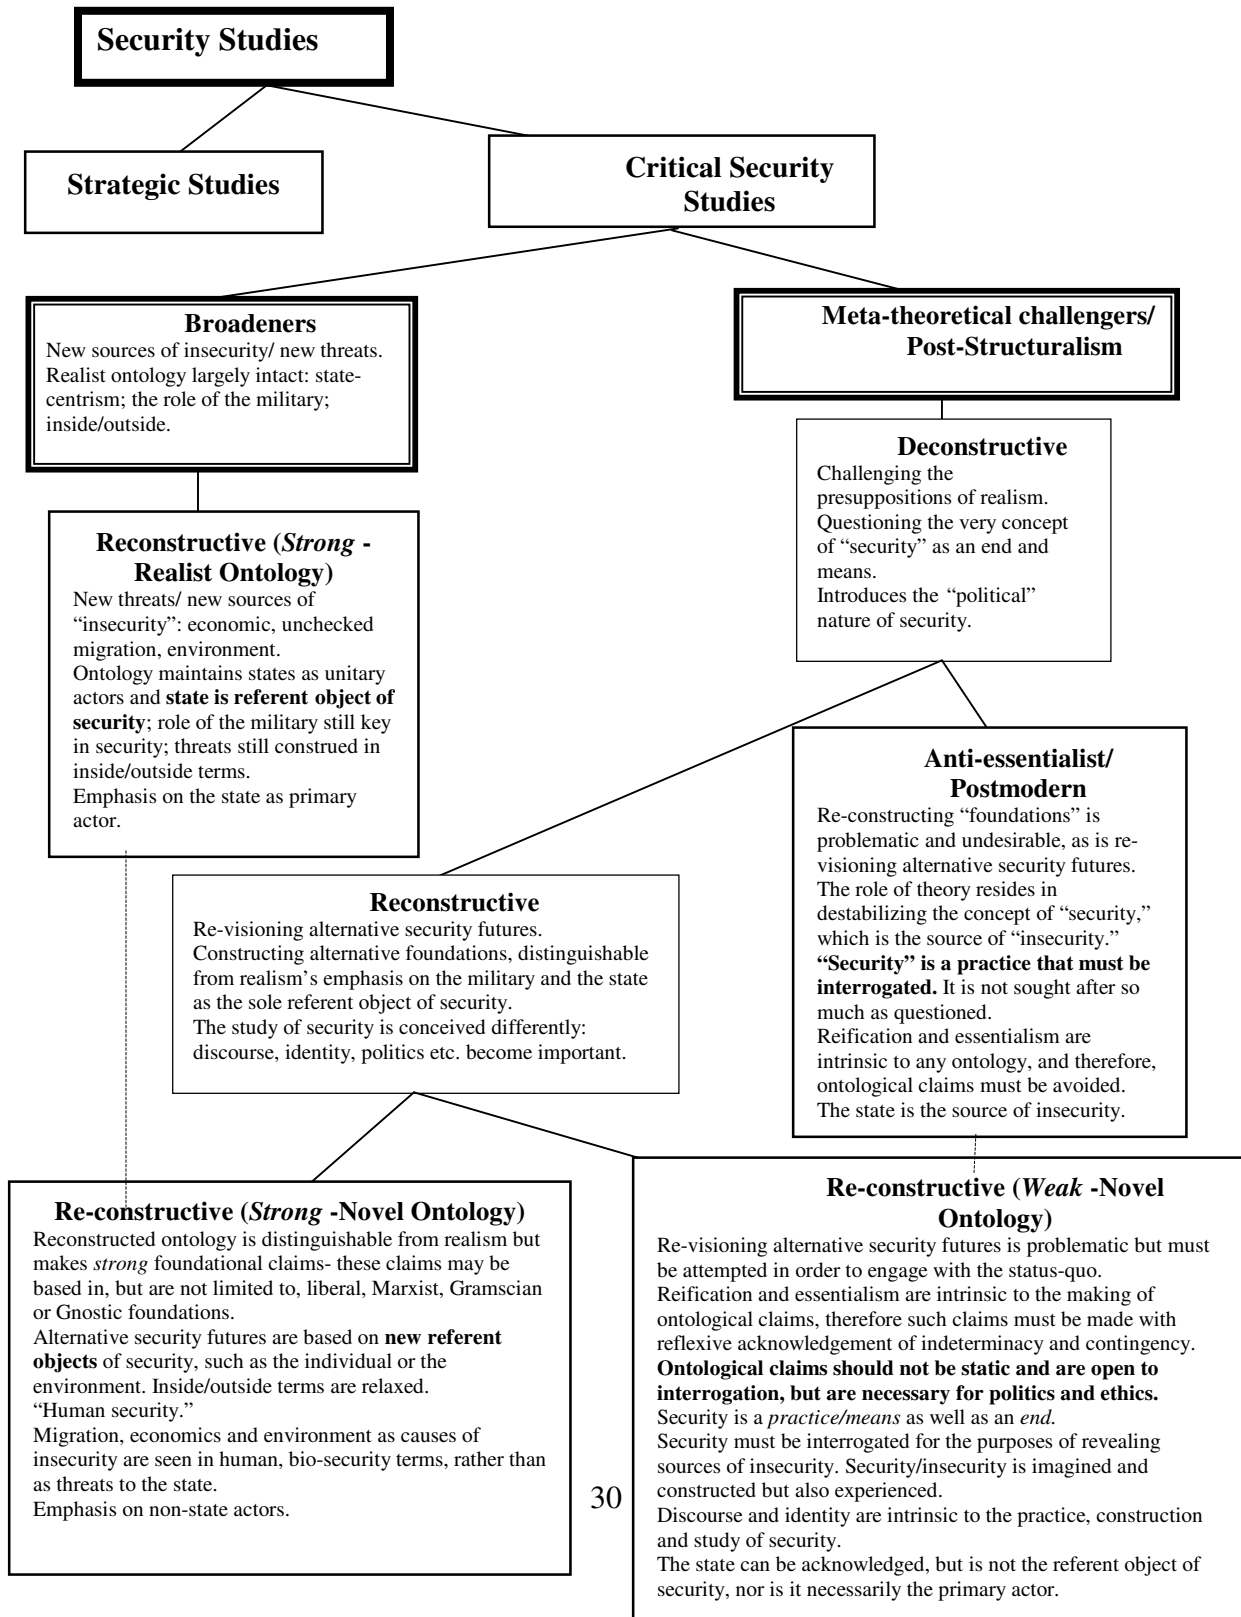 Security Studies
Strategic Studies
Critical Security
Studies
Broadeners
New sources of insecurity/ new threats.
Realist ontology largely intact: state-
centrism; the role of the military;
inside/outside.
Meta-theoretical challengers/
Post-Structuralism
Deconstructive
Challenging the
presuppositions of realism.
Questioning the very concept
of “security” as an end and
means.
Introduces the “political”
nature of security.
Reconstructive (Strong -
Realist Ontology)
New threats/ new sources of
“insecurity”: economic, unchecked
migration, environment.
Ontology maintains states as unitary
actors and state is referent object of
security; role of the military still key
in security; threats still construed in
inside/outside terms.
Emphasis on the state as primary
actor.
Anti-essentialist/
Postmodern
Re-constructing “foundations” is
problematic and undesirable, as is re-
visioning alternative security futures.
The role of theory resides in
destabilizing the concept of “security,”
which is the source of “insecurity.”
“Security” is a practice that must be
interrogated. It is not sought after so
much as questioned.
Reification and essentialism are
intrinsic to any ontology, and therefore,
ontological claims must be avoided.
The state is the source of insecurity.
Reconstructive
Re-visioning alternative security futures.
Constructing alternative foundations, distinguishable
from realism’s emphasis on the military and the state
as the sole referent object of security.
The study of security is conceived differently:
discourse, identity, politics etc. become important.
Re-constructive (Strong -Novel Ontology)
Reconstructed ontology is distinguishable from realism but
makes strong foundational claims- these claims may be
based in, but are not limited to, liberal, Marxist, Gramscian
or Gnostic foundations.
Alternative security futures are based on new referent
objects of security, such as the individual or the
environment. Inside/outside terms are relaxed.
“Human security.”
Migration, economics and environment as causes of
insecurity are seen in human, bio-security terms, rather than
as threats to the state.
Emphasis on non-state actors.
Re-constructive (Weak -Novel
Ontology)
Re-visioning alternative security futures is problematic but must
be attempted in order to engage with the status-quo.
Reification and essentialism are intrinsic to the making of
ontological claims, therefore such claims must be made with
reflexive acknowledgement of indeterminacy and contingency.
Ontological claims should not be static and are open to
interrogation, but are necessary for politics and ethics.
Security is a practice/means as well as an end.
Security must be interrogated for the purposes of revealing
sources of insecurity. Security/insecurity is imagined and
constructed but also experienced.
Discourse and identity are intrinsic to the practice, construction
and study of security.
The state can be acknowledged, but is not the referent object of
security, nor is it necessarily the primary actor.
30